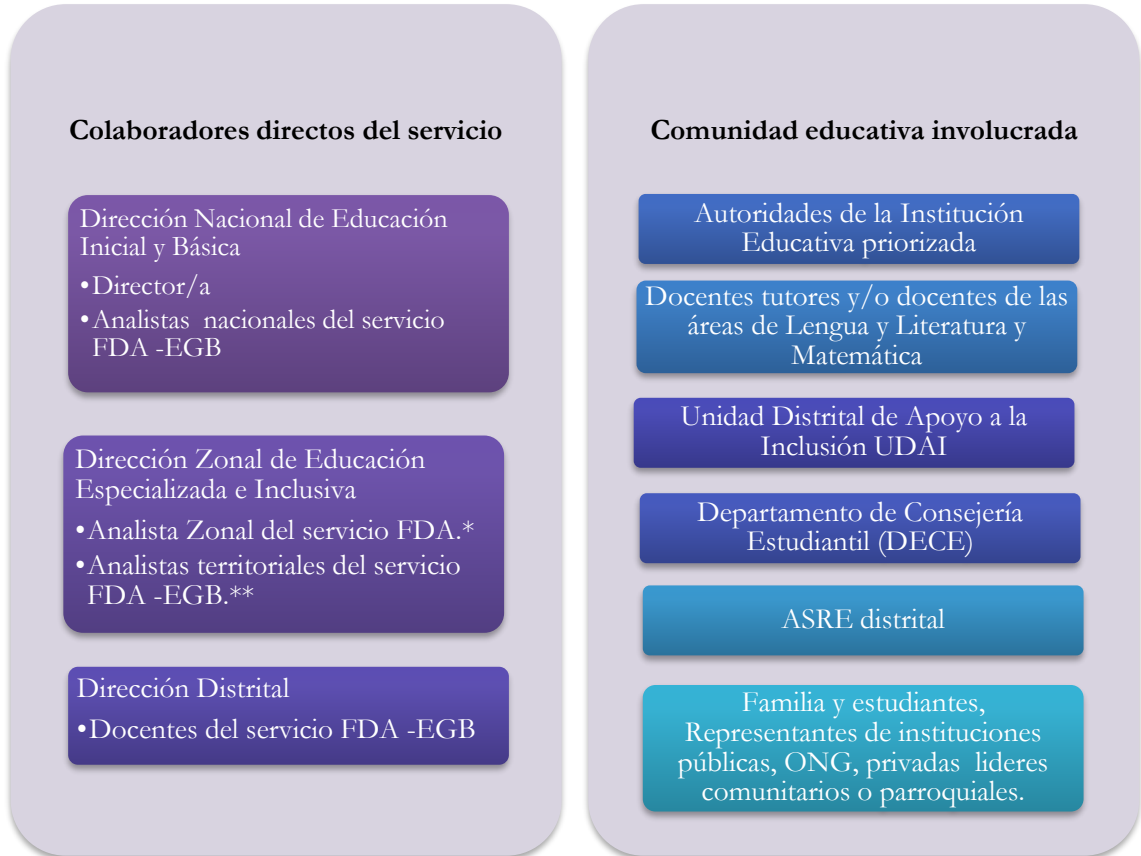 Colaboradores directos del servicio
Dirección Nacional de Educación
Inicial y Básica
•Director/a
•Analistas nacionales del servicio
FDA -EGB
Dirección Zonal de Educación
Especializada e Inclusiva
•Analista Zonal del servicio FDA.*
•Analistas territoriales del servicio
FDA -EGB.**
Dirección Distrital
•Docentes del servicio FDA -EGB
Comunidad educativa involucrada
Autoridades de la Institución
Educativa priorizada
Docentes tutores y/o docentes de las
áreas de Lengua y Literatura y
Matemática
Unidad Distrital de Apoyo a la
Inclusión UDAI
Departamento de Consejería
Estudiantil (DECE)
ASRE distrital
Familia y estudiantes,
Representantes de instituciones
públicas, ONG, privadas lideres
comunitarios o parroquiales.